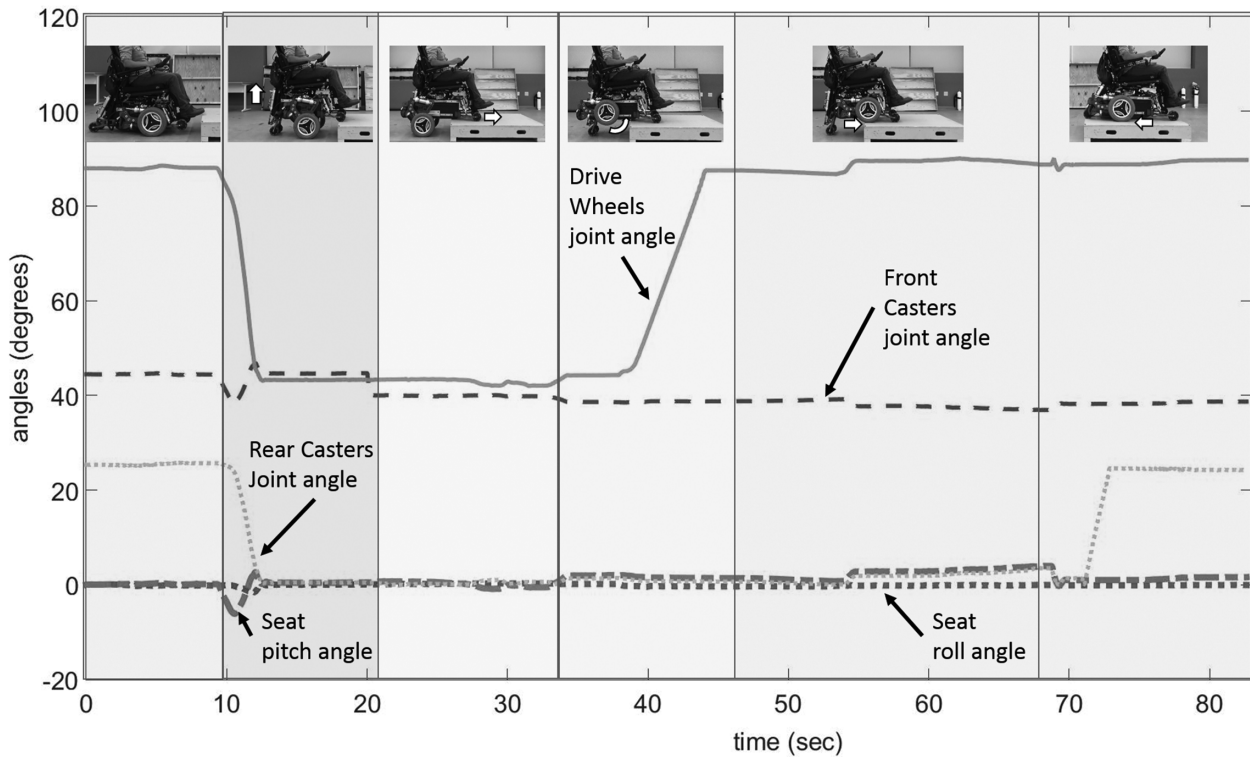 120
100
80
60
40
20
0
-20
angles (degrees)
Drive
Wheels
joint angle
Front
Casters
joint angle
Rear Casters
Joint angle
Seat
pitch angle
Seat
roll angle
0 10 20 30 40 50 60 70 80
time (sec)